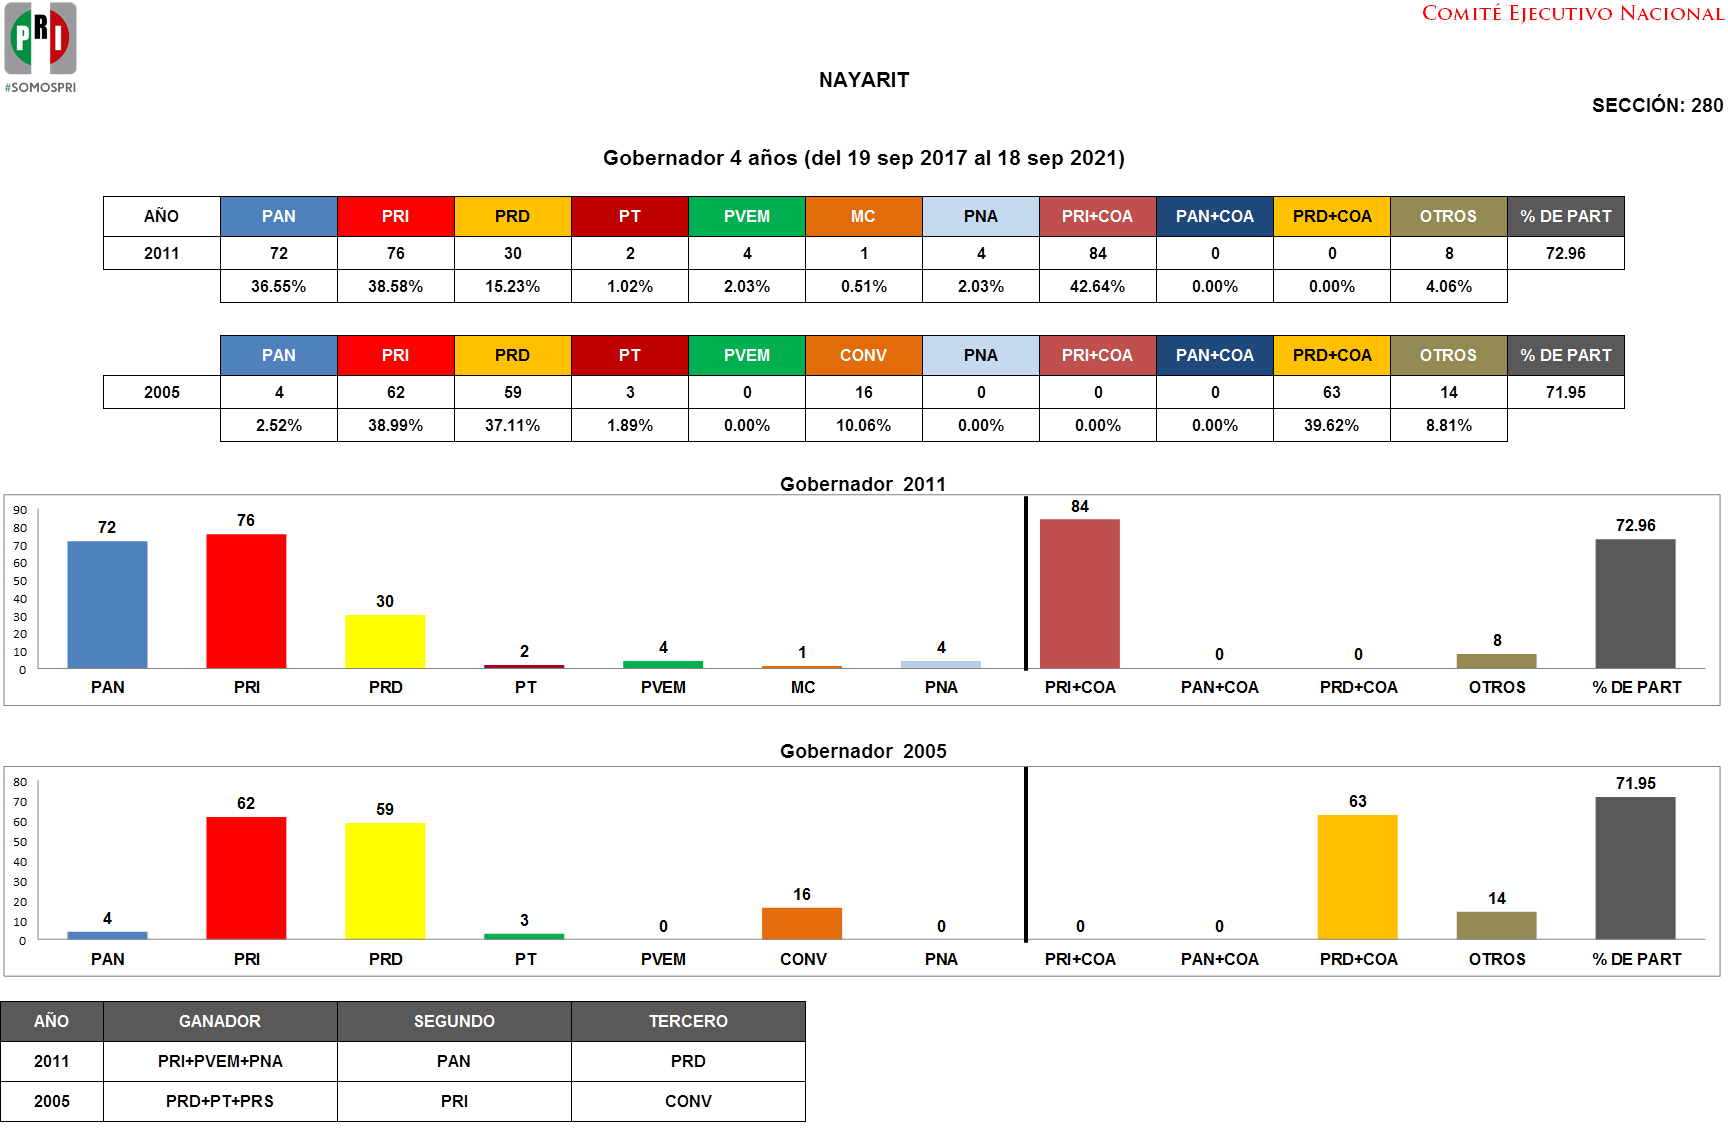 PRI
#SOMOSPRI
COMITÉ EJECUTIVO NACIONAL
NAYARIT
SECCIÓN: 280
Gobernador 4 años (del 19 sep 2017 al 18 sep 2021)
AÑO PAN PRI PRD PT PVEM MC PNA PRI+COA PAN+COA PRD+COA OTROS % DE PART
2011 72 76 30 2 4 1 4 84 0 0 8 72.96
36.55% 38.58% 15.23% 1.02% 2.03% 0.51% 2.03% 42.64% 0.00% 0.00% 4.06%
PAN PRI PRD PT PVEM CONV PNA PRI+COA PAN+COA PRD+COA OTROS % DE PART
2005 4 62 59 3 0 16 0 0 0 63 14 71.95
2.52% 38.99% 37.11% 1.89% 0.00% 10.06% 0.00% 0.00% 0.00% 39.62% 8.81%
Gobernador 2011
90
80
70
60
50
40
30
20
10
0
72 76 30 2 4 1 4 84 0 0 8 72.96
PAN PRI PRD PT PVEM MC PNA PRI+COA PAN+COA PRD+COA OTROS % DE PART
Gobernador 2005
80
70
60
50
40
30
20
10
0
4 62 59 3 0 16 0 0 0 63 14 71.95
PAN PRI PRD PT PVEM CONV PNA PRI+COA PAN+COA PRD+COA OTROS % DE PART
AÑO GANADOR SEGUNDO TERCERO
2011 PRI+PVEM+PNA PAN PRD
2005 PRD+PT+PRS PRI CONV